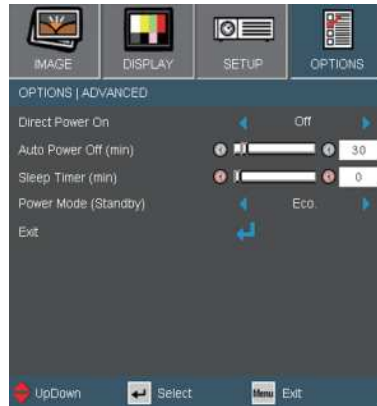 IMAGE DISPLAY SETUP OPTIONS
OPTIONS | ADVANCED
Direct Power On Off
Auto Power Off (min) 30
Sleep Timer (min) 0
Power Mode (Standby) Eco.
Exit
UpDown Select Menu Exit